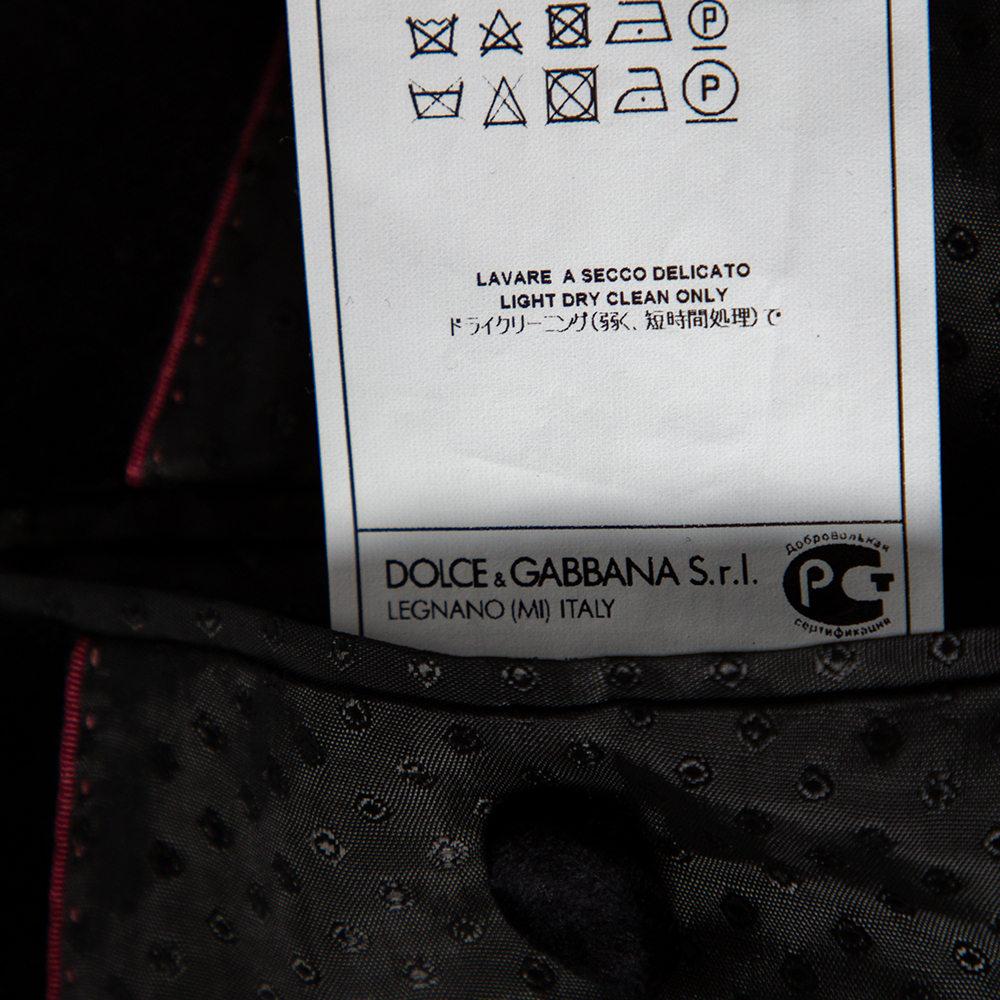 P
P
LAVARE A SECCO DELICATO
LIGHT DRY CLEAN ONLY
ドライクリーニング(弱く、短時間処理)で
DOLCE & GABBANA S.r.l.
LEGNANO (MI) ITALY
Добровольная
РСТ
сертификация